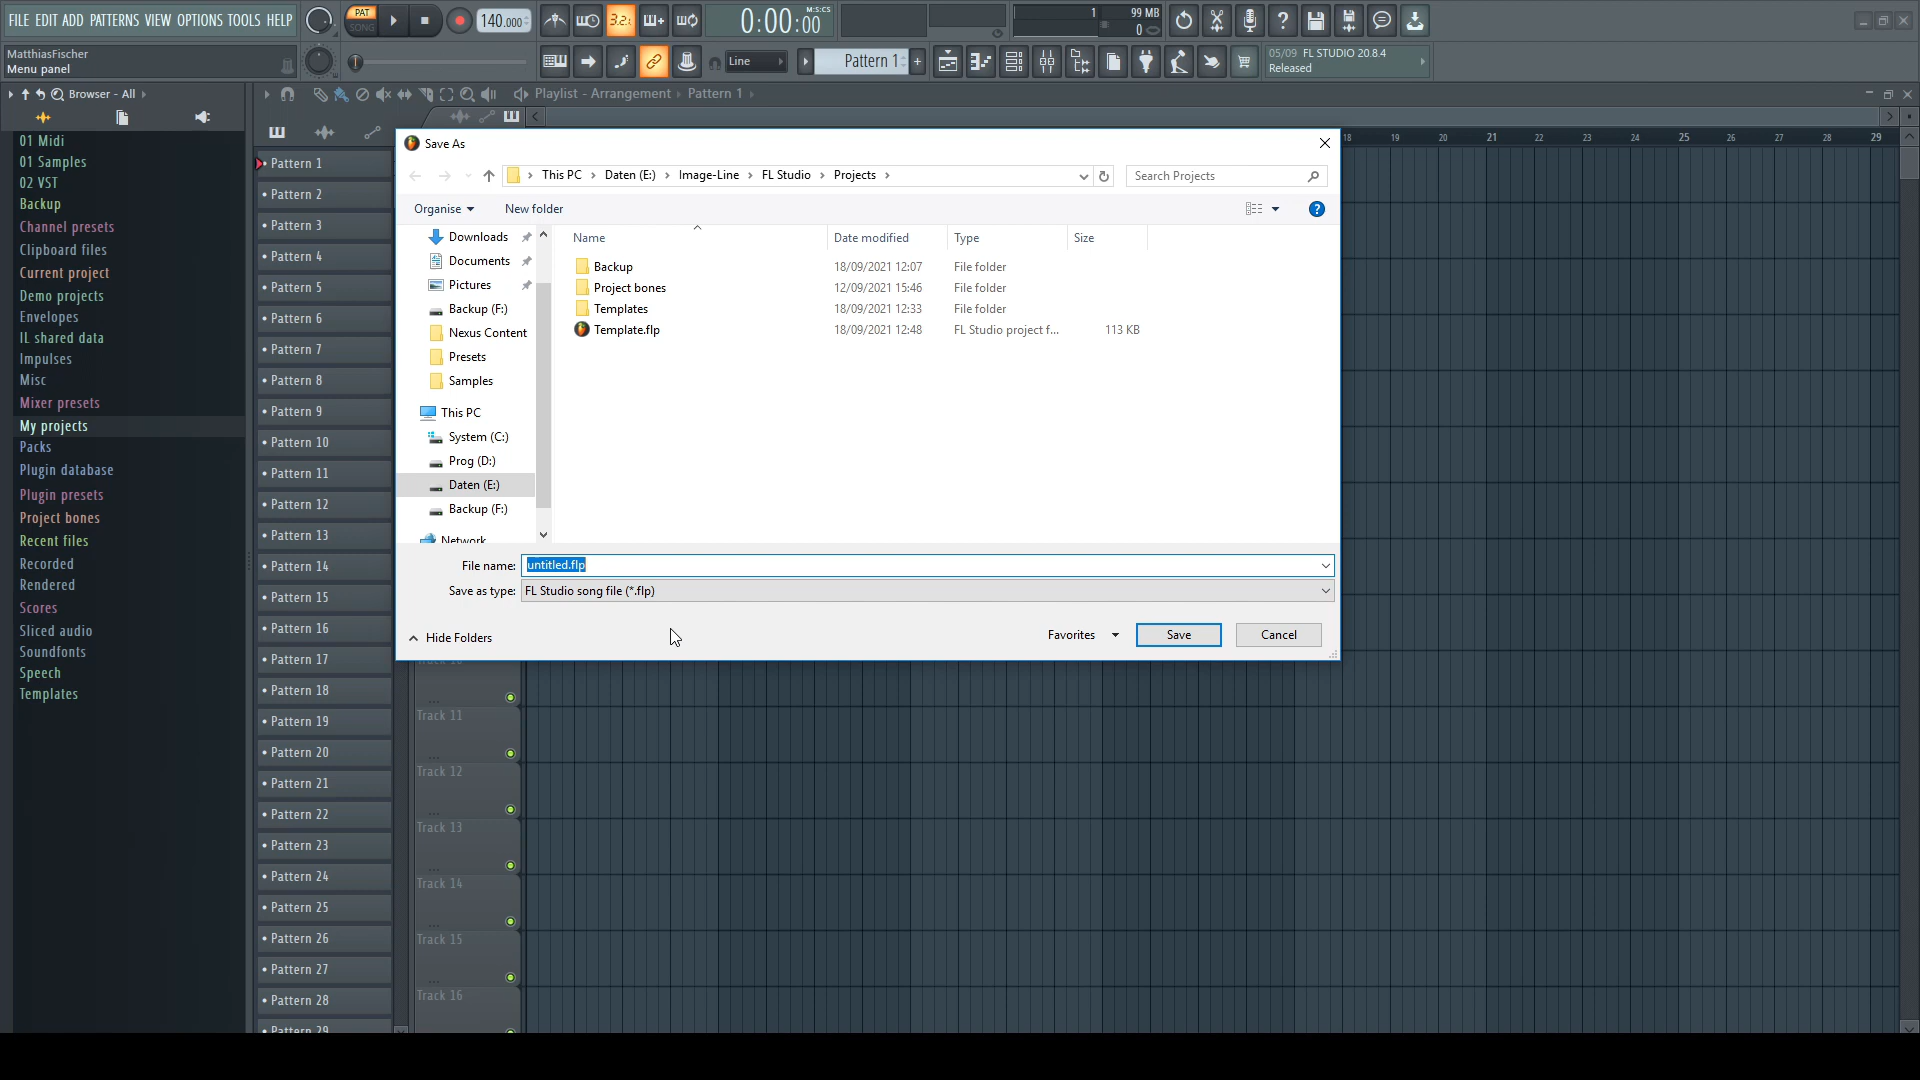 FILE EDIT ADD PATTERNS VIEW OPTIONS TOOLS HELP
PAT
SONG
140.000
3.2.
0:00:00
M:S:CS
1
99 MB
0
MatthiasFischer
Menu panel
Line
Pattern 1
+
05/09 FL STUDIO 20.8.4
Released
Browser - All
Playlist - Arrangement › Pattern 1 ›
01 Midi
01 Samples
02 VST
Backup
Channel presets
Clipboard files
Current project
Demo projects
Envelopes
IL shared data
Impulses
Misc
Mixer presets
My projects
Packs
Plugin database
Plugin presets
Project bones
Recent files
Recorded
Rendered
Scores
Sliced audio
Soundfonts
Speech
Templates
Pattern 1
Pattern 2
Pattern 3
Pattern 4
Pattern 5
Pattern 6
Pattern 7
Pattern 8
Pattern 9
Pattern 10
Pattern 11
Pattern 12
Pattern 13
Pattern 14
Pattern 15
Pattern 16
Pattern 17
Pattern 18
Pattern 19
Pattern 20
Pattern 21
Pattern 22
Pattern 23
Pattern 24
Pattern 25
Pattern 26
Pattern 27
Pattern 28
Pattern 29
Save As
This PC › Daten (E:) › Image-Line › FL Studio › Projects ›
Search Projects
Organise
New folder
Downloads
Documents
Pictures
Backup (F:)
Nexus Content
Presets
Samples
This PC
System (C:)
Prog (D:)
Daten (E:)
Backup (F:)
Network
Name Date modified Type Size
Backup 18/09/2021 12:07 File folder
Project bones 12/09/2021 15:46 File folder
Templates 18/09/2021 12:33 File folder
Template.flp 18/09/2021 12:48 FL Studio project f... 113 KB
File name: untitled.flp
Save as type: FL Studio song file (*.flp)
Hide Folders
Favorites
Save
Cancel
18 19 20 21 22 23 24 25 26 27 28 29
Track 10
Track 11
Track 12
Track 13
Track 14
Track 15
Track 16